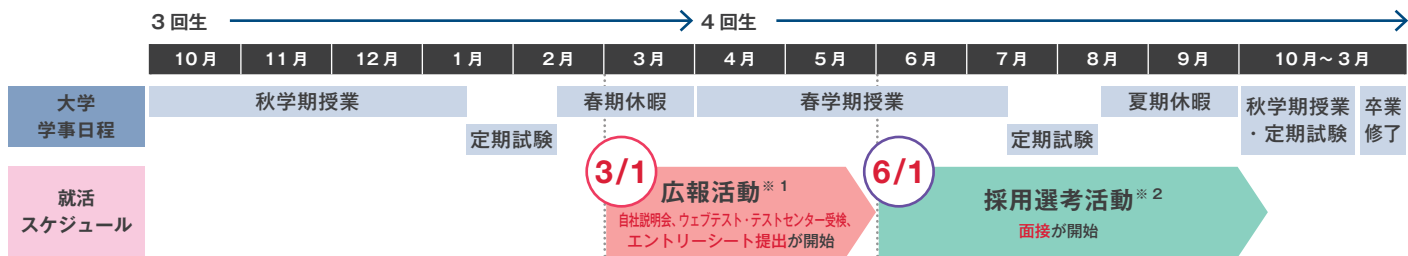 3回生
4回生
10月 11月 12月 1月 2月 3月 4月 5月 6月 7月 8月 9月 10月～3月
大学
学事日程
秋学期授業
定期試験
春期休暇
春学期授業
定期試験
夏期休暇
秋学期授業
・定期試験
卒業
修了
就活
スケジュール
3/1
広報活動※1
自社説明会、ウェブテスト・テストセンター受検、
エントリーシート提出が開始
6/1
採用選考活動※2
面接が開始